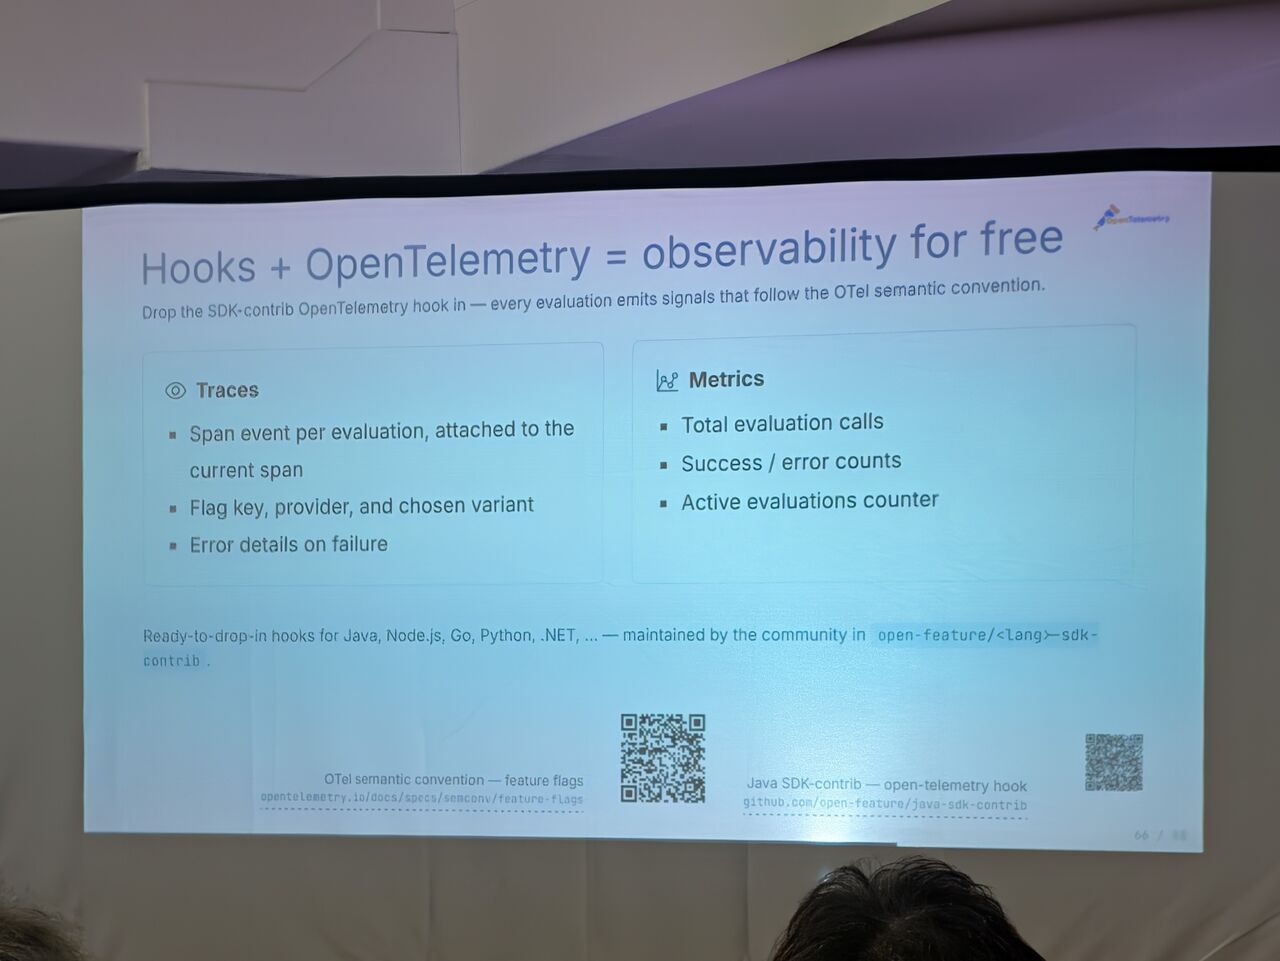 OpenTelemetry
Hooks + OpenTelemetry = observability for free
Drop the SDK-contrib OpenTelemetry hook in — every evaluation emits signals that follow the OTel semantic convention.
Traces
▪ Span event per evaluation, attached to the
current span
▪ Flag key, provider, and chosen variant
▪ Error details on failure
Metrics
▪ Total evaluation calls
▪ Success / error counts
▪ Active evaluations counter
Ready-to-drop-in hooks for Java, Node.js, Go, Python, .NET, ... — maintained by the community in open-feature/<lang>-sdk-
contrib .
OTel semantic convention — feature flags
opentelemetry.io/docs/specs/semconv/feature-flags
Java SDK-contrib — open-telemetry hook
github.com/open-feature/java-sdk-contrib
66 /